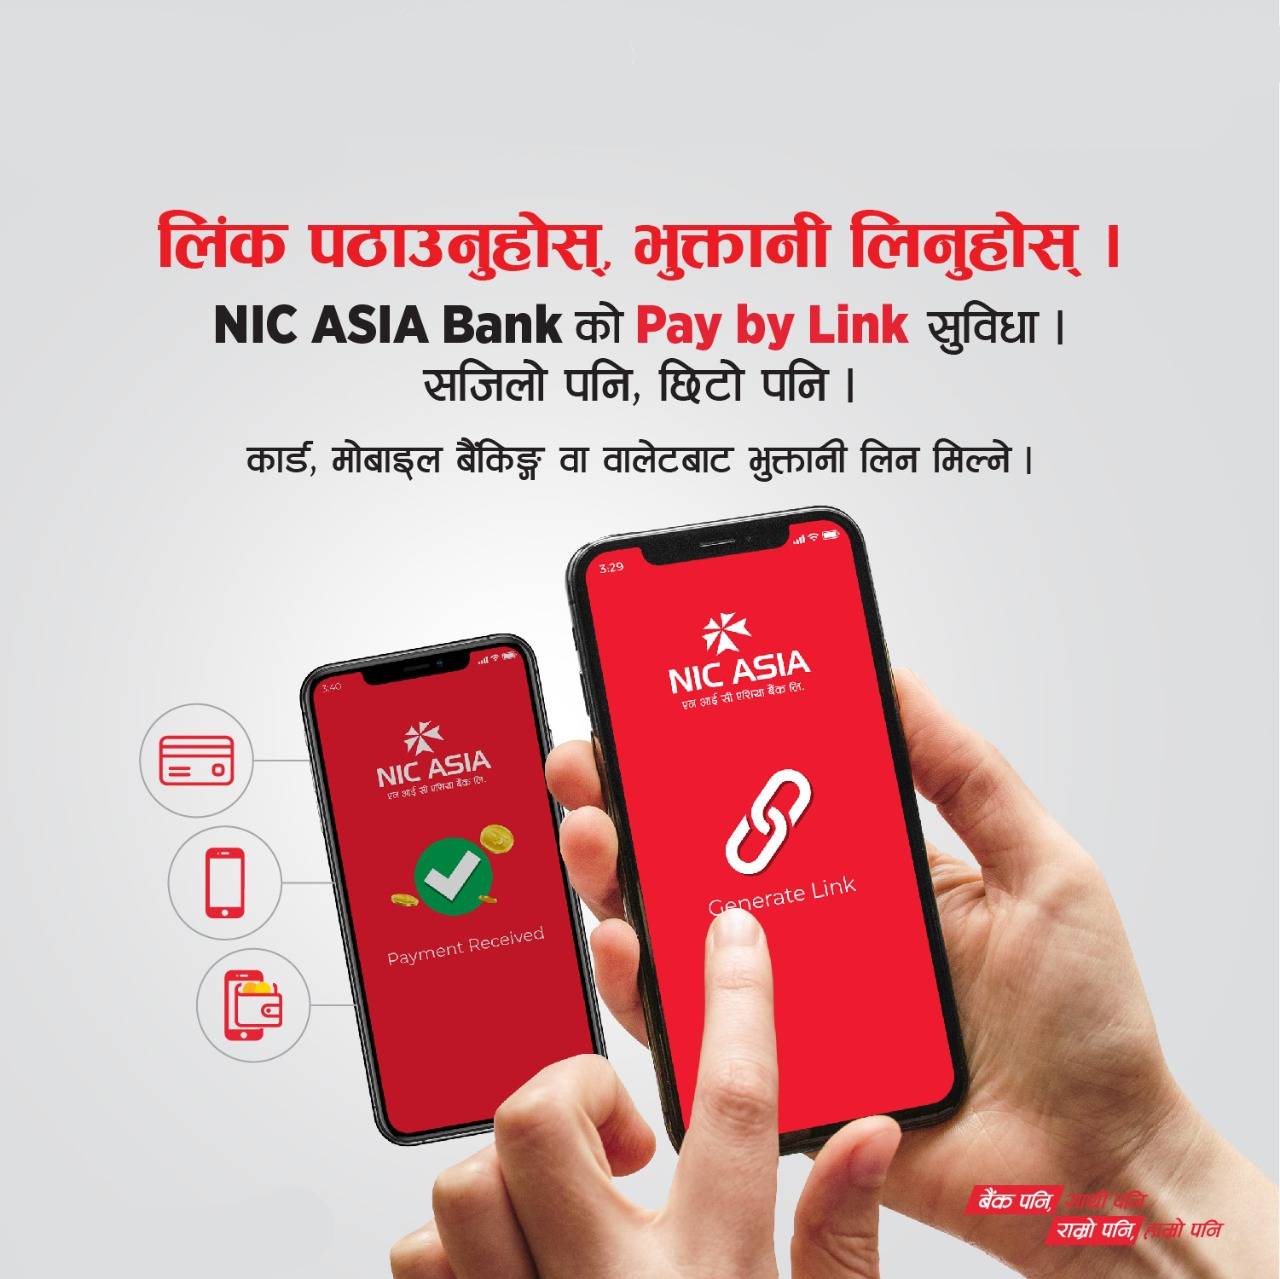 लिंक पठाउनुहोस्, भुक्तानी लिनुहोस् ।
NIC ASIA Bank को Pay by Link सुविधा ।
सजिलो पनि, छिटो पनि ।
कार्ड, मोबाइल बैंकिङ्ग वा वालेटबाट भुक्तानी लिन मिल्ने ।
3:29
NIC ASIA
एन आई सी एशिया बैंक लि.
Generate Link
3:40
NIC ASIA
एन आई सी एशिया बैंक लि.
Payment Received
बैंक पनि, साथी पनि
राम्रो पनि, हाम्रो पनि